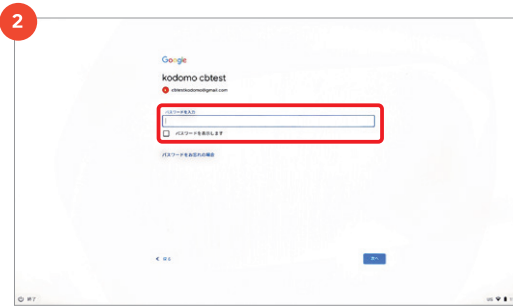 2
Google
kodomo cbtest
cbtestkodomo@gmail.com
パスワードを入力
パスワードを表示します
パスワードをお忘れの場合
戻る
次へ
終了
US